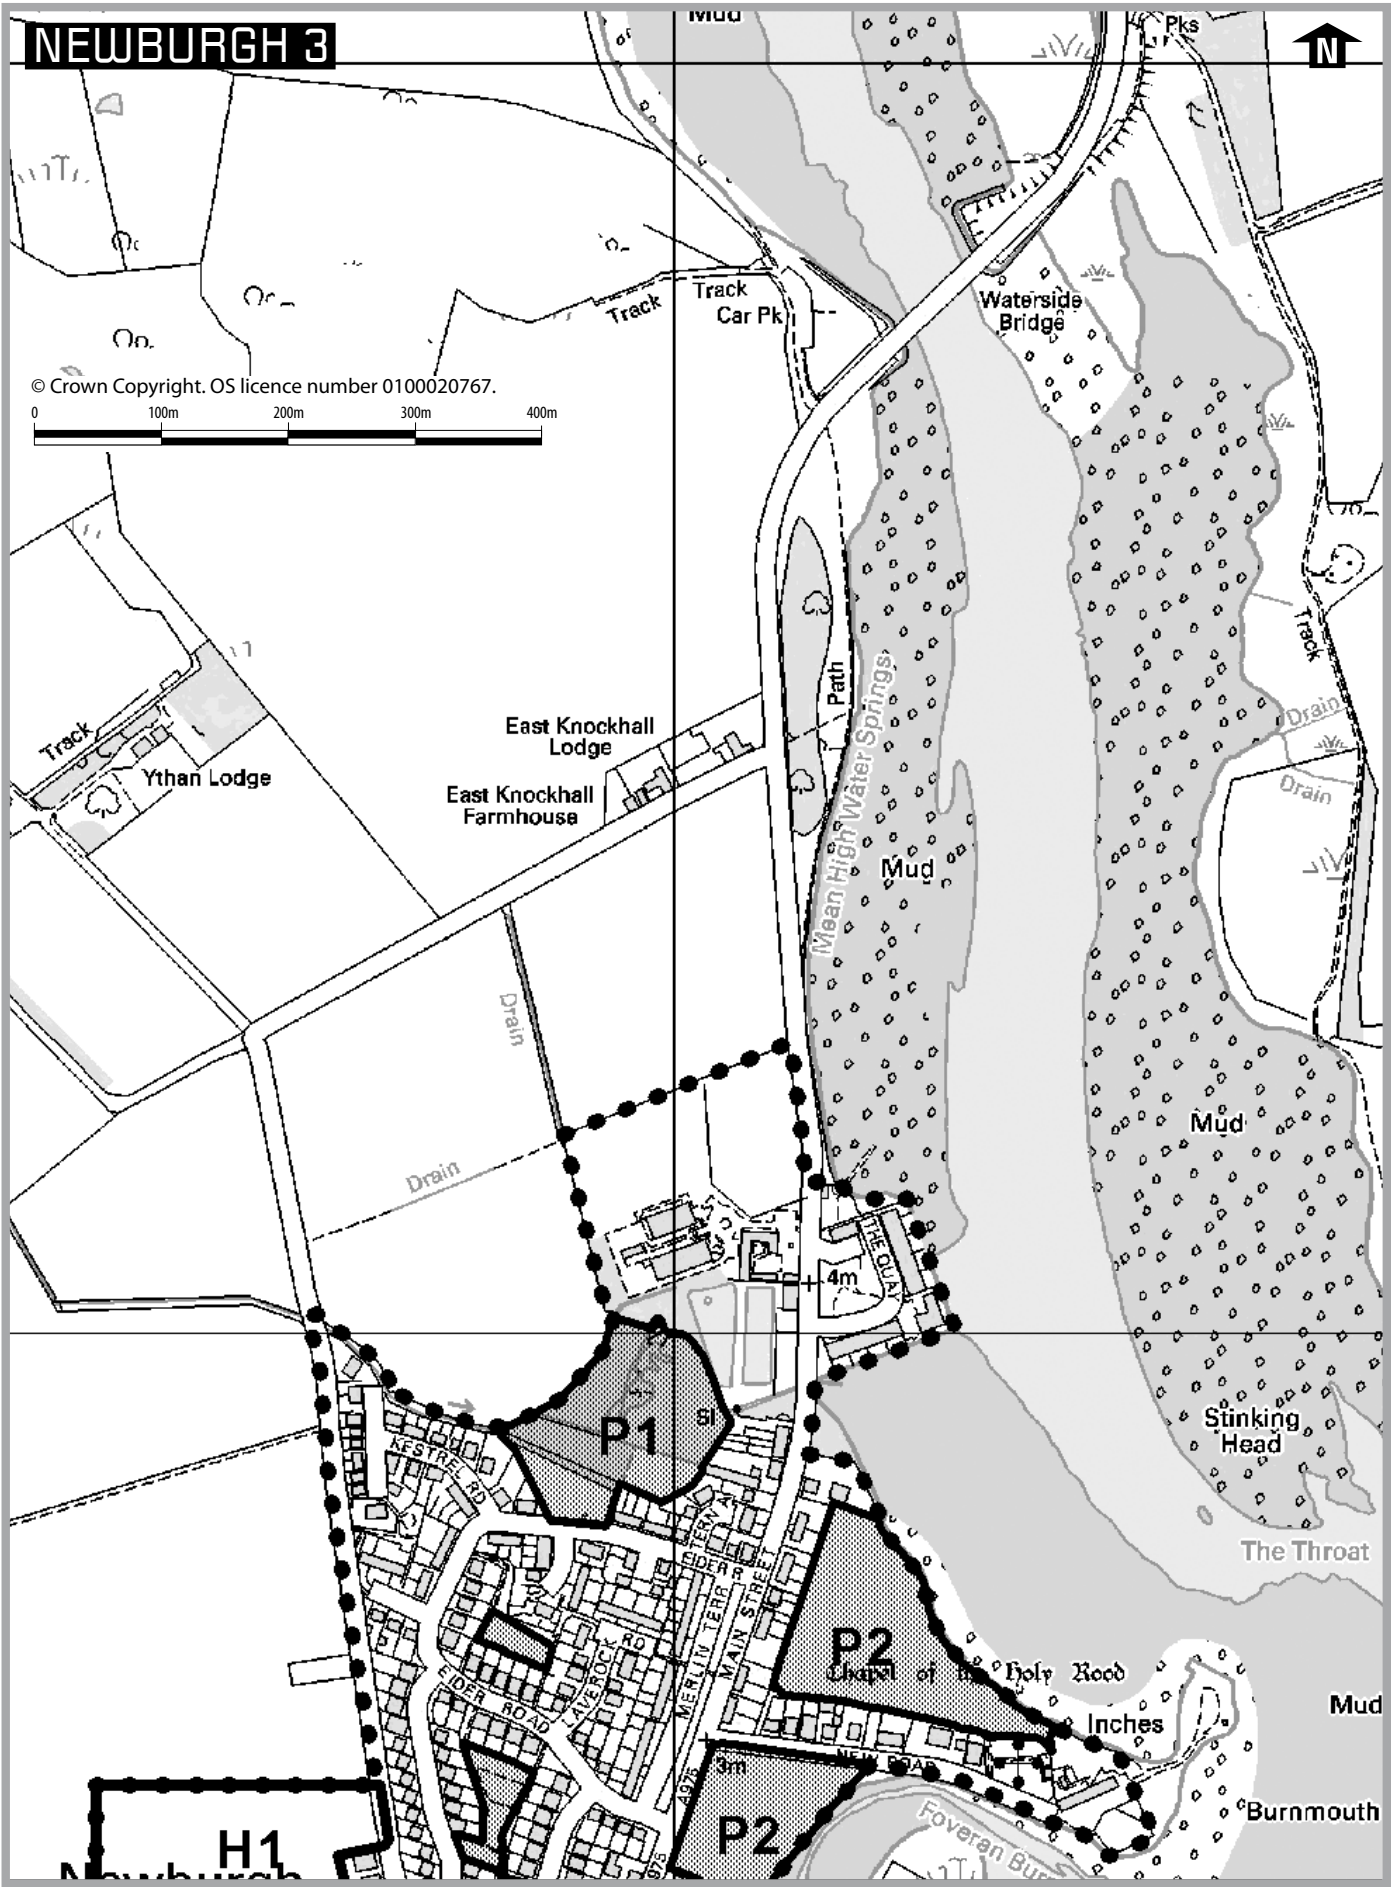 Mud
Pks
NEWBURGH 3
N
Waterside
Bridge
Track
Track
Car Pk
© Crown Copyright. OS licence number 0100020767.
0 100m 200m 300m 400m
Track
Path
Mean High Water Springs
East Knockhall
Lodge
Track
Ythan Lodge
East Knockhall
Farmhouse
Drain
Drain
Mud
Drain
Mud
Drain
THE QUAY
4m
P1
Sl
Stinking
Head
KESTREL RD
EIDER R
The Throat
MERLIN TERR
MAIN STREET
P2
LAVEROCK RD
EIDER ROAD
Chapel of the Holy Rood
Mud
Inches
NEW ROAD
3m
A975
P2
Burnmouth
Foveran Burn
H1
Newburgh